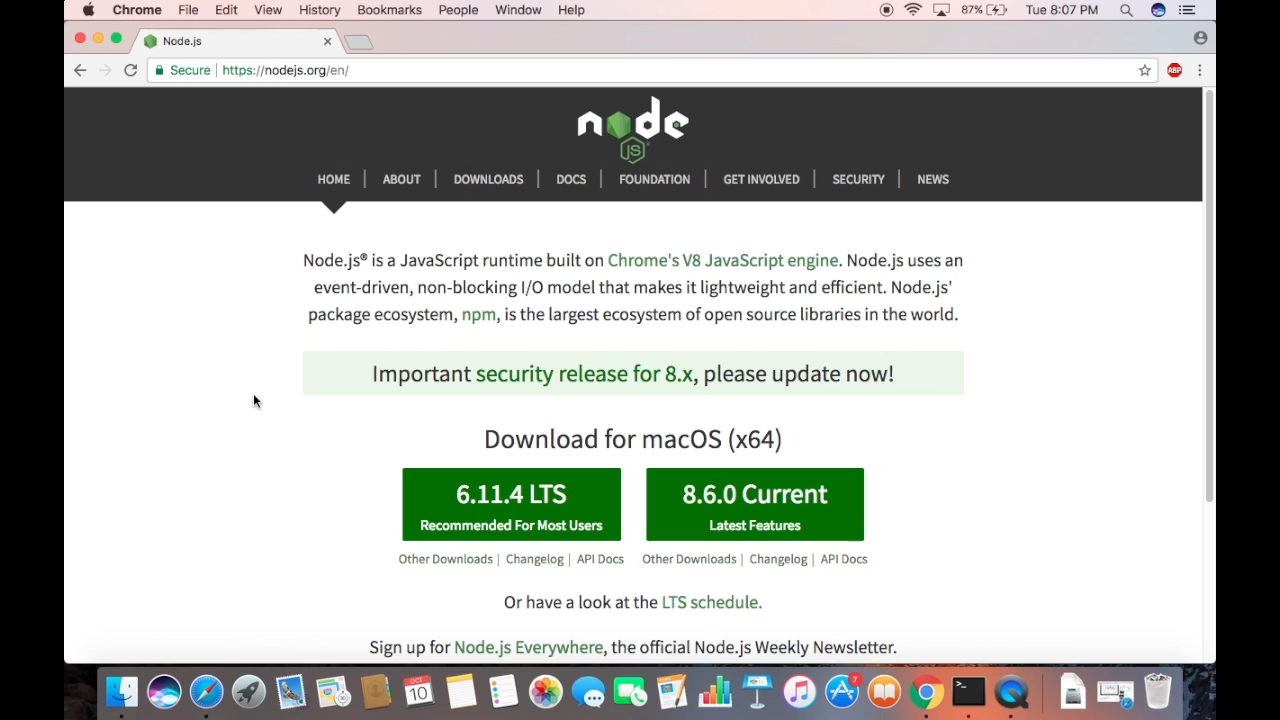 Chrome File Edit View History Bookmarks People Window Help 87% Tue 8:07 PM
Node.js
Secure https://nodejs.org/en/ ABP
node
JS
HOME ABOUT DOWNLOADS DOCS FOUNDATION GET INVOLVED SECURITY NEWS
Node.js® is a JavaScript runtime built on Chrome's V8 JavaScript engine. Node.js uses an
event-driven, non-blocking I/O model that makes it lightweight and efficient. Node.js'
package ecosystem, npm, is the largest ecosystem of open source libraries in the world.
Important security release for 8.x, please update now!
Download for macOS (x64)
6.11.4 LTS 8.6.0 Current
Recommended For Most Users Latest Features
Other Downloads | Changelog | API Docs Other Downloads | Changelog | API Docs
Or have a look at the LTS schedule.
Sign up for Node.js Everywhere, the official Node.js Weekly Newsletter.
OCT
10
7